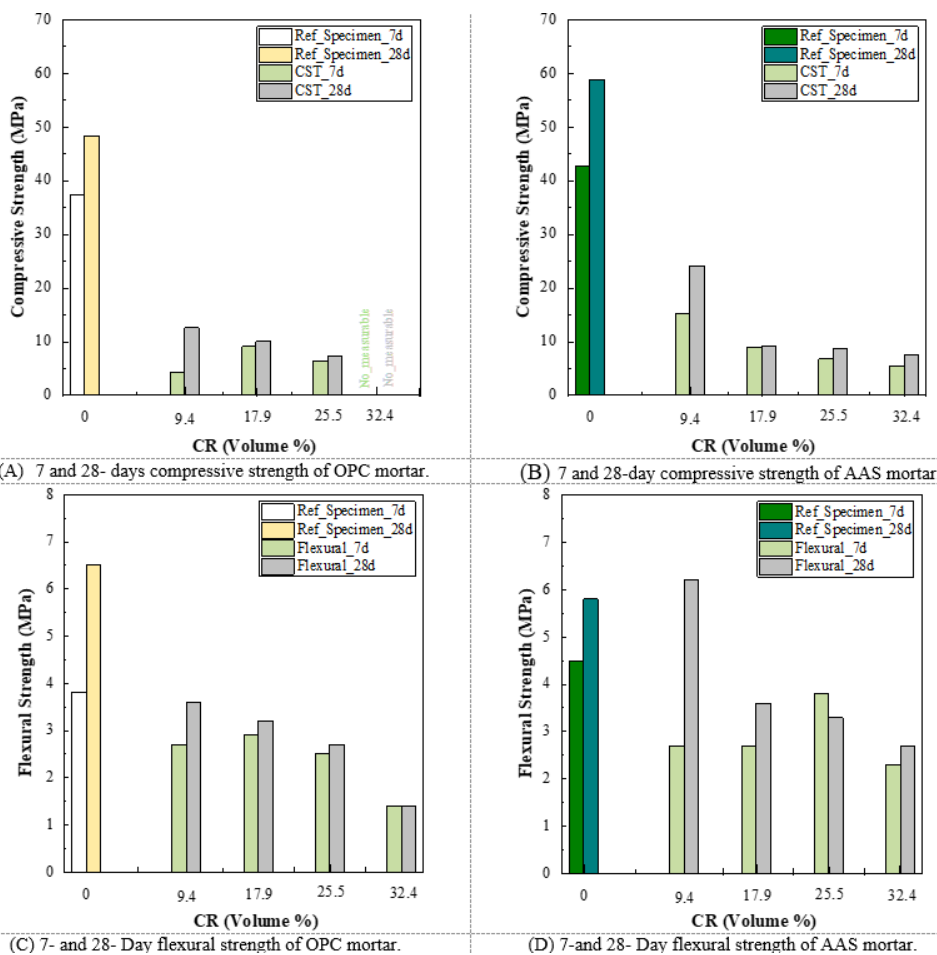 70
60
50
40
30
20
10
0
Compressive Strength (MPa)
Ref_Specimen_7d
Ref_Specimen_28d
CST_7d
CST_28d
No_measurable
No_measurable
0
9.4
17.9
25.5
32.4
CR (Volume %)
(A) 7 and 28- days compressive strength of OPC mortar.
70
60
50
40
30
20
10
0
Compressive Strength (MPa)
Ref_Specimen_7d
Ref_Specimen_28d
CST_7d
CST_28d
0
9.4
17.9
25.5
32.4
CR (Volume %)
(B) 7 and 28-day compressive strength of AAS mortar
8
7
6
5
4
3
2
1
0
Flexural Strength (MPa)
Ref_Specimen_7d
Ref_Specimen_28d
Flexural_7d
Flexural_28d
0
9.4
17.9
25.5
32.4
CR (Volume %)
(C) 7- and 28- Day flexural strength of OPC mortar.
8
7
6
5
4
3
2
1
0
Flexural Strength (MPa)
Ref_Specimen_7d
Ref_Specimen_28d
Flexural_7d
Flexural_28d
0
9.4
17.9
25.5
32.4
CR (Volume %)
(D) 7-and 28- Day flexural strength of AAS mortar.